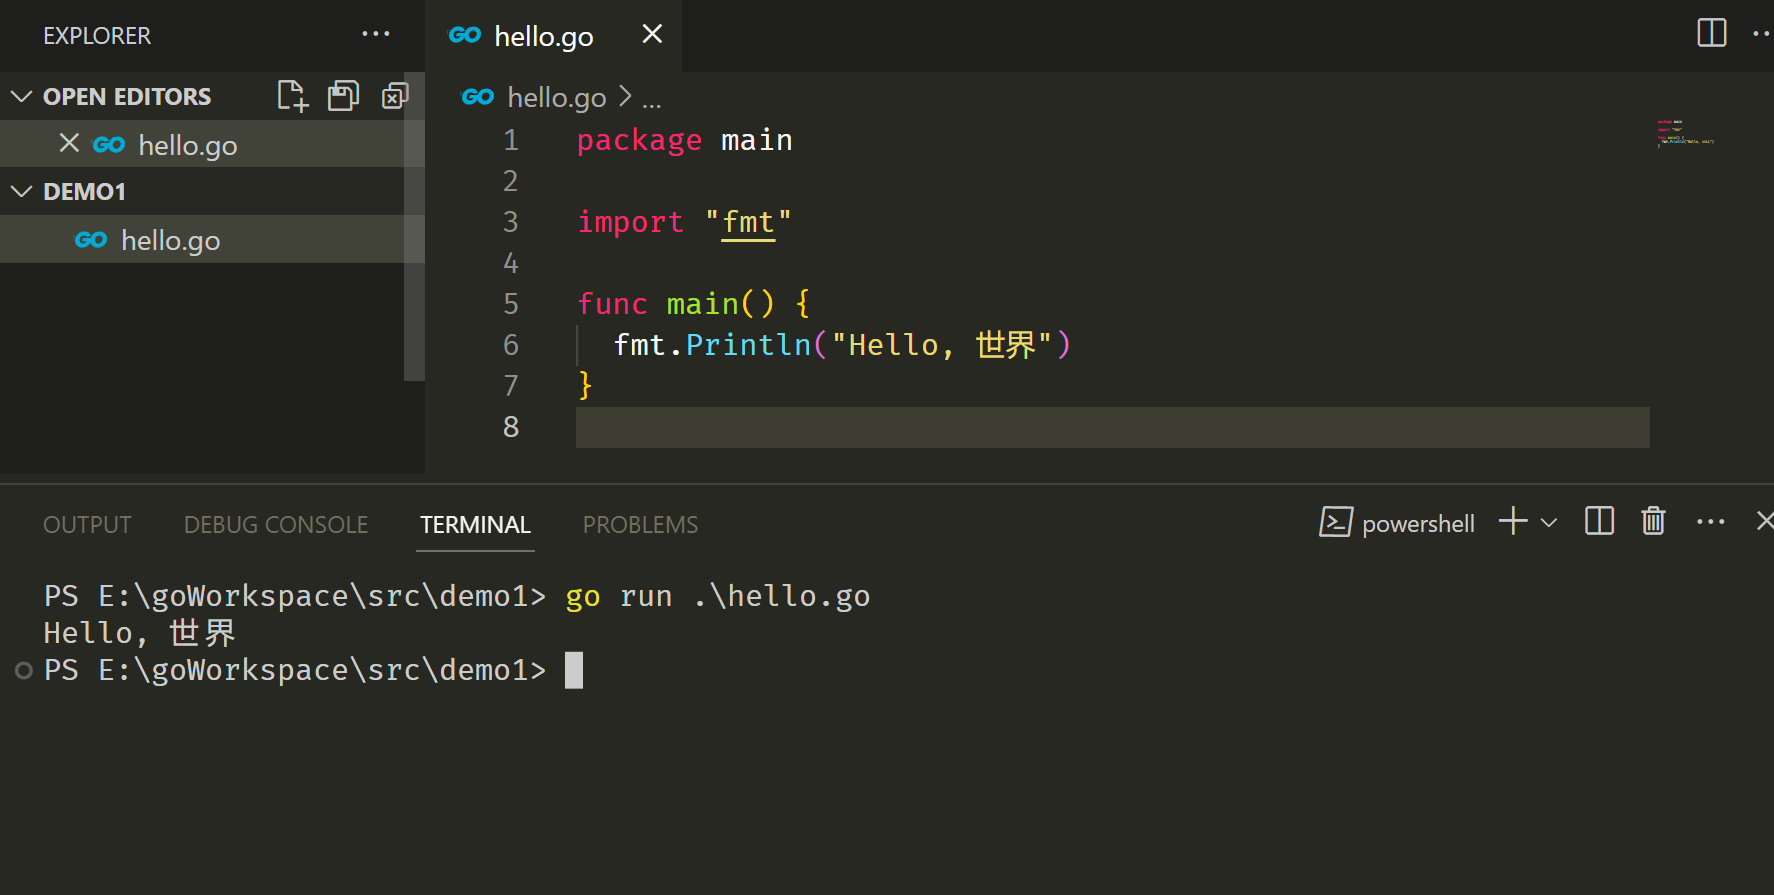 EXPLORER
OPEN EDITORS
GO hello.go
DEMO1
GO hello.go
GO hello.go
GO hello.go > ...
1 package main
2
3 import "fmt"
4
5 func main() {
6 fmt.Println("Hello, 世界")
7 }
8
OUTPUT DEBUG CONSOLE TERMINAL PROBLEMS powershell
PS E:\goWorkspace\src\demo1> go run .\hello.go
Hello, 世界
PS E:\goWorkspace\src\demo1>